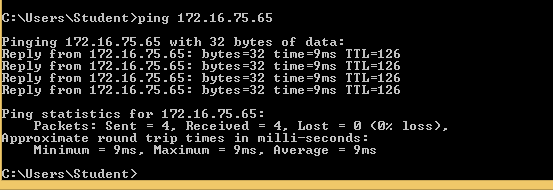 C:\Users\Student>ping 172.16.75.65
Pinging 172.16.75.65 with 32 bytes of data:
Reply from 172.16.75.65: bytes=32 time=9ms TTL=126
Reply from 172.16.75.65: bytes=32 time=9ms TTL=126
Reply from 172.16.75.65: bytes=32 time=9ms TTL=126
Reply from 172.16.75.65: bytes=32 time=9ms TTL=126
Ping statistics for 172.16.75.65:
Packets: Sent = 4, Received = 4, Lost = 0 (0% loss),
Approximate round trip times in milli-seconds:
Minimum = 9ms, Maximum = 9ms, Average = 9ms
C:\Users\Student>